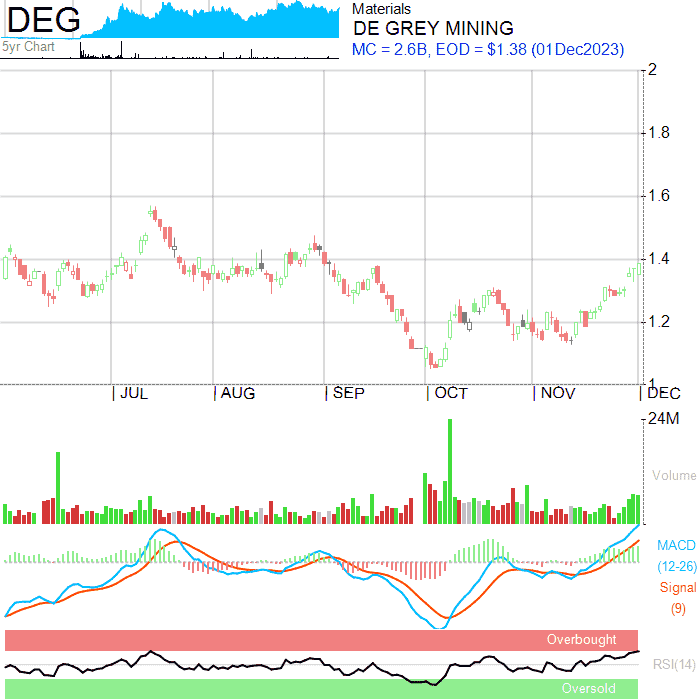 DEG
5yr Chart
Materials
DE GREY MINING
MC = 2.6B, EOD = $1.38 (01Dec2023)
2
1.8
1.6
1.4
1.2
1
JUL AUG SEP OCT NOV DEC
24M
Volume
MACD
(12-26)
Signal
(9)
Overbought
RSI(14)
Oversold